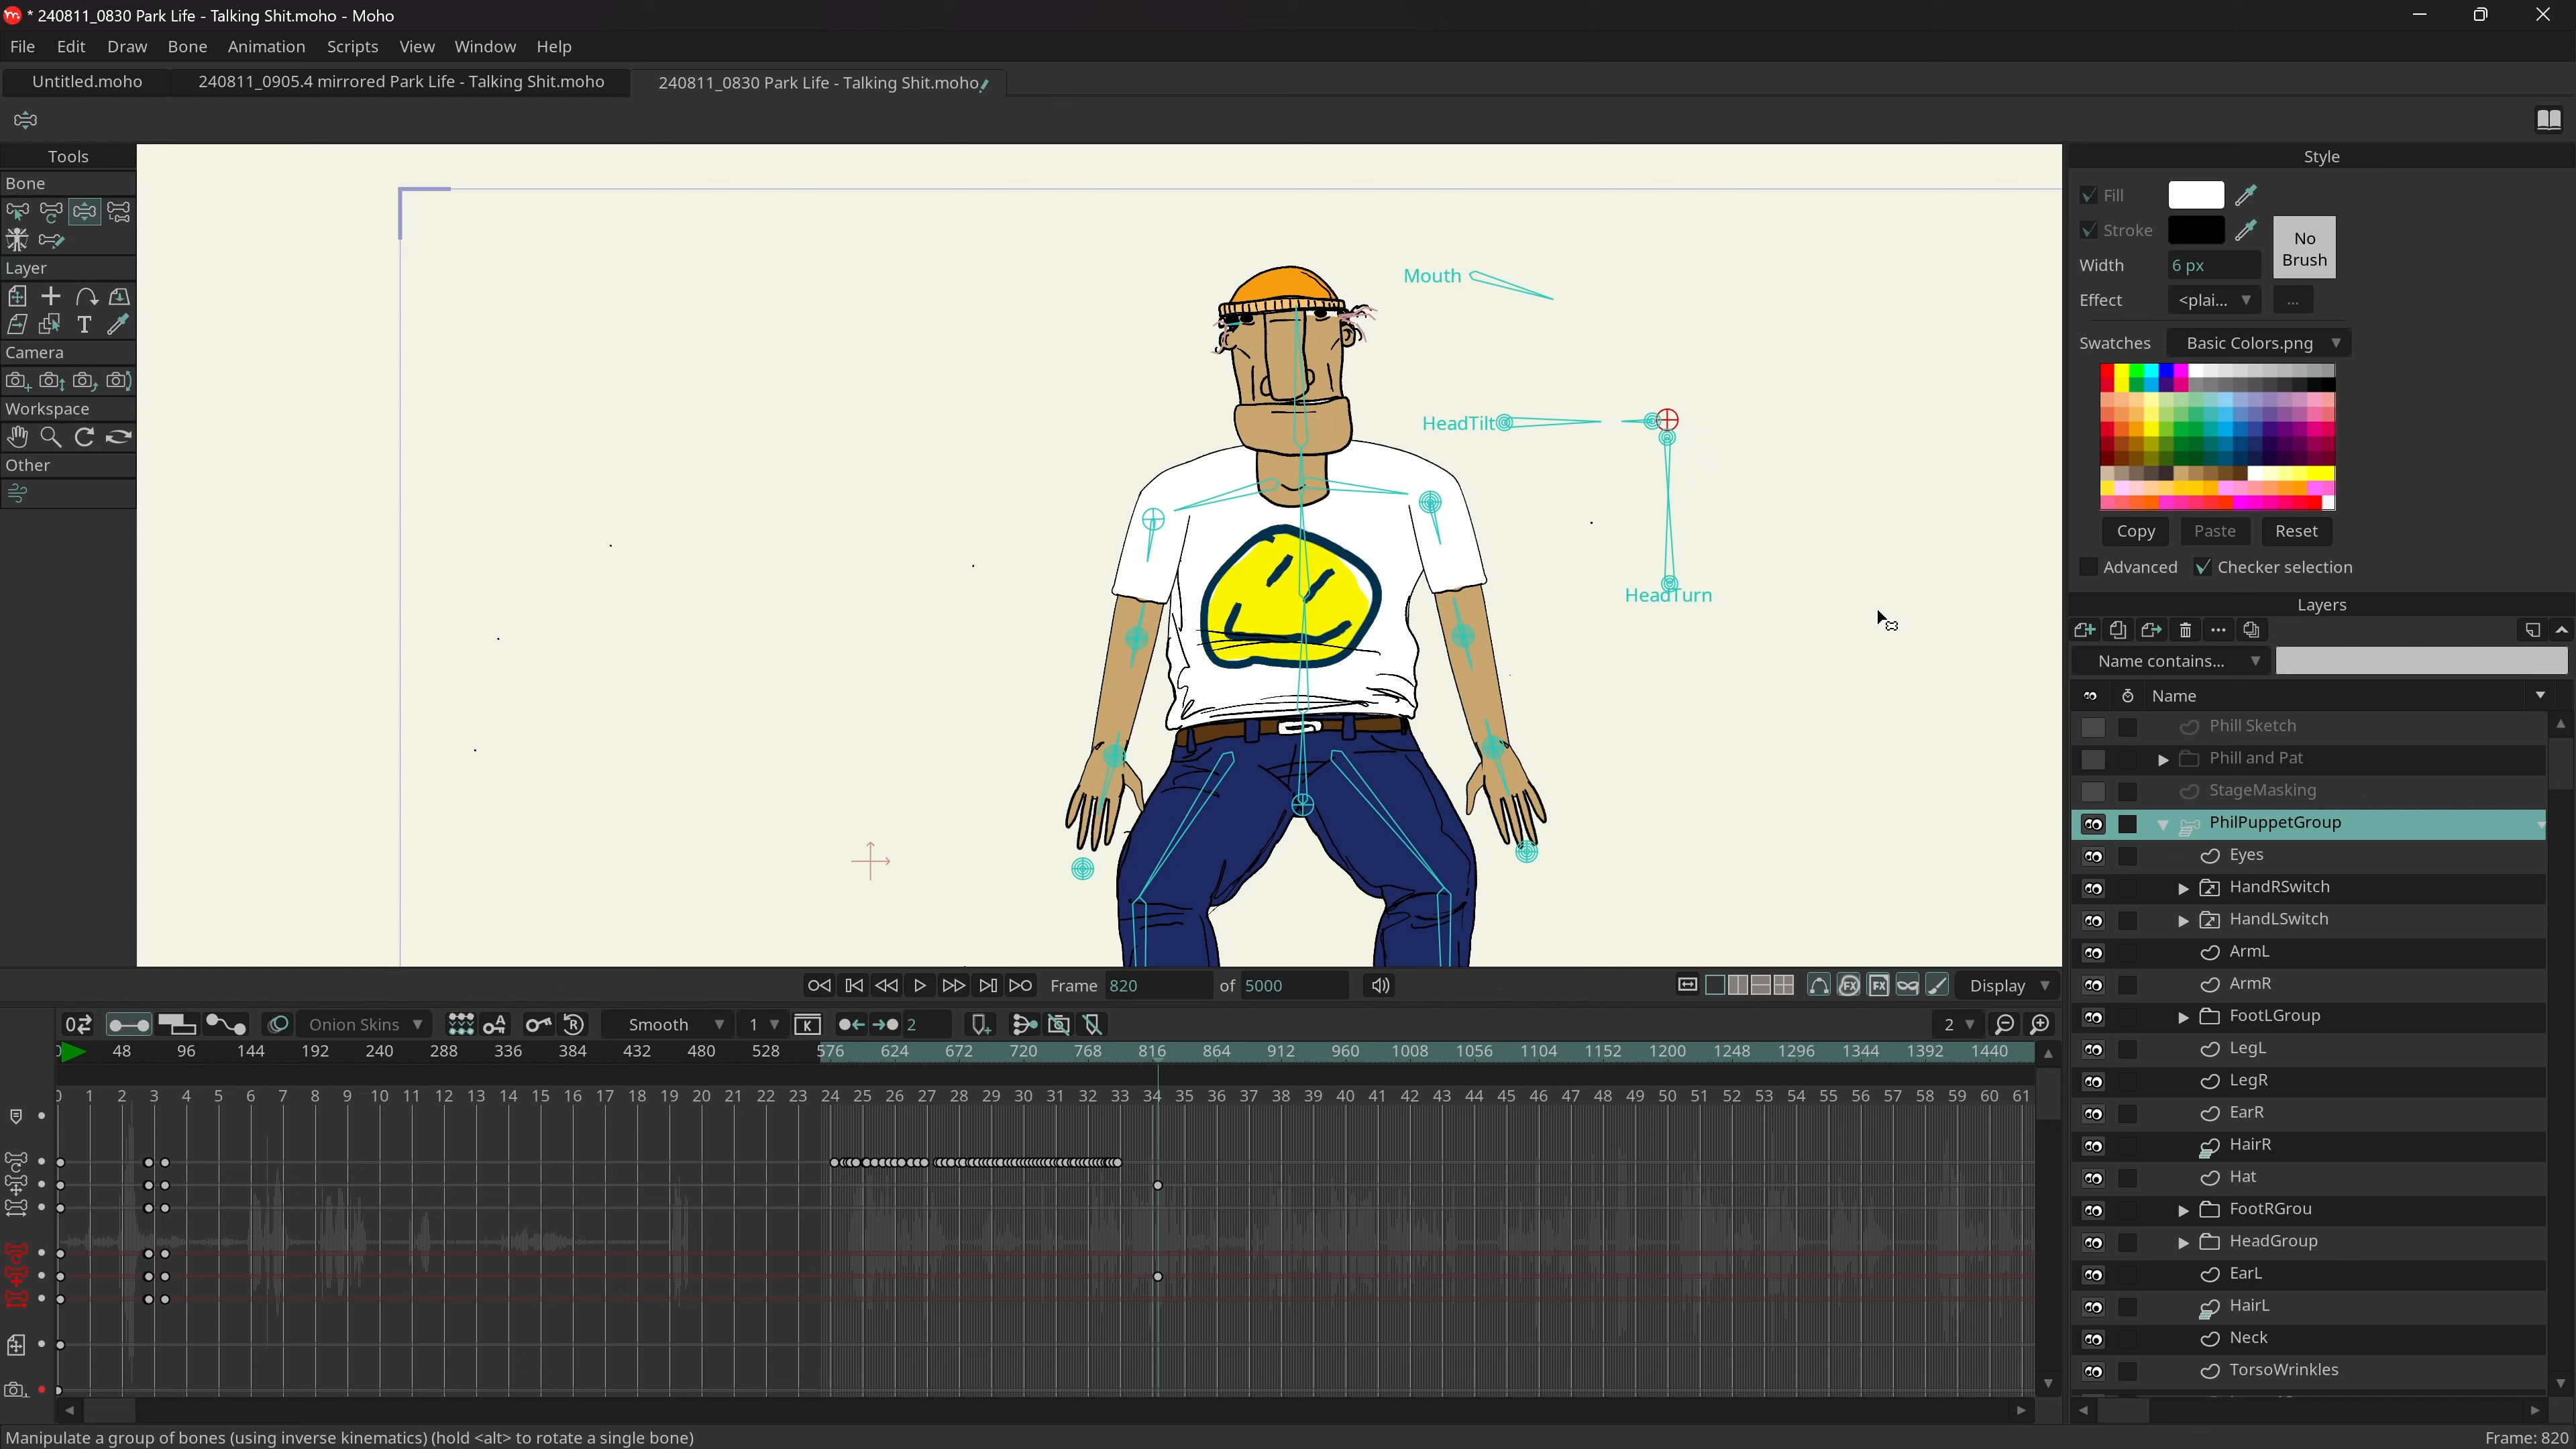 * 240811_0830 Park Life - Talking Shit.moho - Moho
File Edit Draw Bone Animation Scripts View Window Help
Untitled.moho 240811_0905.4 mirrored Park Life - Talking Shit.moho 240811_0830 Park Life - Talking Shit.moho
Tools
Bone
Layer
T
Camera
Workspace
Other
Mouth
HeadTilt
HeadTurn
Style
Fill
Stroke
No
Brush
Width 6 px
Effect <plai... ...
Swatches Basic Colors.png
Copy Paste Reset
Advanced Checker selection
Layers
Name contains...
Name
Phill Sketch
Phill and Pat
StageMasking
PhilPuppetGroup
Eyes
HandRSwitch
HandLSwitch
ArmL
ArmR
FootLGroup
LegL
LegR
EarR
HairR
Hat
FootRGrou
HeadGroup
EarL
HairL
Neck
TorsoWrinkles
Frame 820 of 5000 Display
Onion Skins Smooth 1 2 2
48 96 144 192 240 288 336 384 432 480 528 576 624 672 720 768 816 864 912 960 1008 1056 1104 1152 1200 1248 1296 1344 1392 1440
0 1 2 3 4 5 6 7 8 9 10 11 12 13 14 15 16 17 18 19 20 21 22 23 24 25 26 27 28 29 30 31 32 33 34 35 36 37 38 39 40 41 42 43 44 45 46 47 48 49 50 51 52 53 54 55 56 57 58 59 60 61
Manipulate a group of bones (using inverse kinematics) (hold <alt> to rotate a single bone) Frame: 820